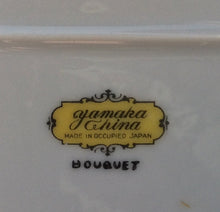 yamaka
China
MADE IN OCCUPIED JAPAN
BOUQUET